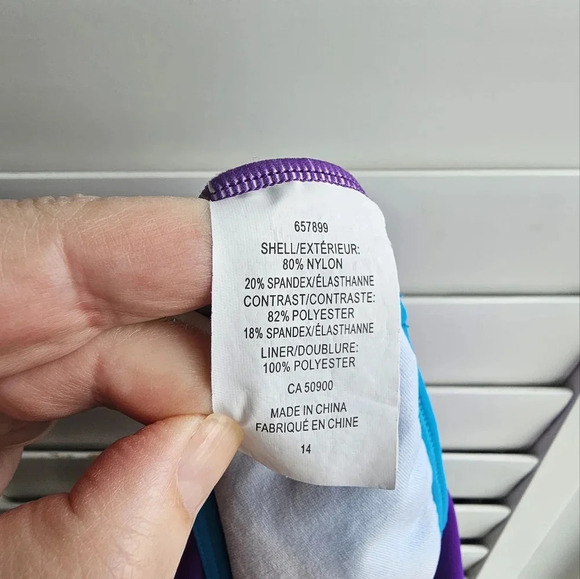 657899
SHELL/EXTÉRIEUR:
80% NYLON
20% SPANDEX/ÉLASTHANNE
CONTRAST/CONTRASTE:
82% POLYESTER
18% SPANDEX/ÉLASTHANNE
LINER/DOUBLURE:
100% POLYESTER
CA 50900
MADE IN CHINA
FABRIQUÉ EN CHINE
14